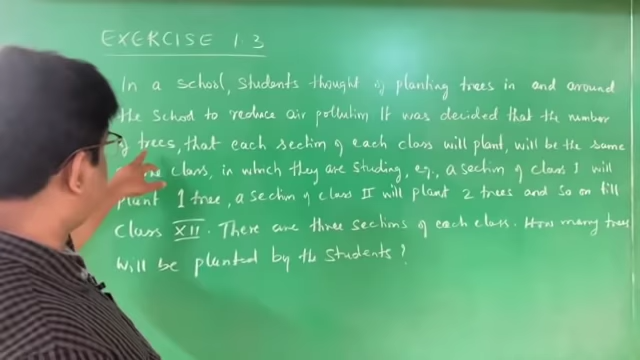 EXERCISE 1.3
In a school, students thought of planting trees in and around
the school to reduce air pollution It was decided that the number
of trees, that each section of each class will plant, will be the same
class, in which they are studing, eg., a section of class I will
plant 1 tree, a section of class II will plant 2 trees and so on till
class XII. There are three sections of each class. How many trees
will be planted by the students?